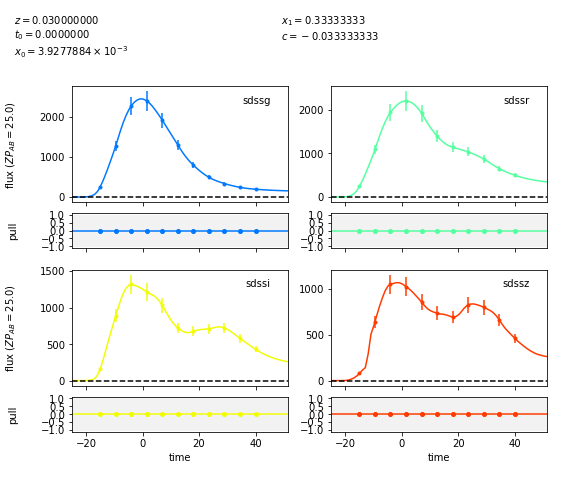 z = 0.030000000
t₀ = 0.0000000
x₀ = 3.9277884 × 10⁻³
x₁ = 0.33333333
c = −0.033333333
flux (ZP_AB = 25.0)
sdssg
2000
1000
0
sdssr
2000
1000
0
pull
1.0
0.5
0.0
−0.5
−1.0
1.0
0.5
0.0
−0.5
−1.0
flux (ZP_AB = 25.0)
sdssi
1500
1000
500
0
sdssz
1000
500
0
pull
1.0
0.5
0.0
−0.5
−1.0
−20 0 20 40
time
1.0
0.5
0.0
−0.5
−1.0
−20 0 20 40
time